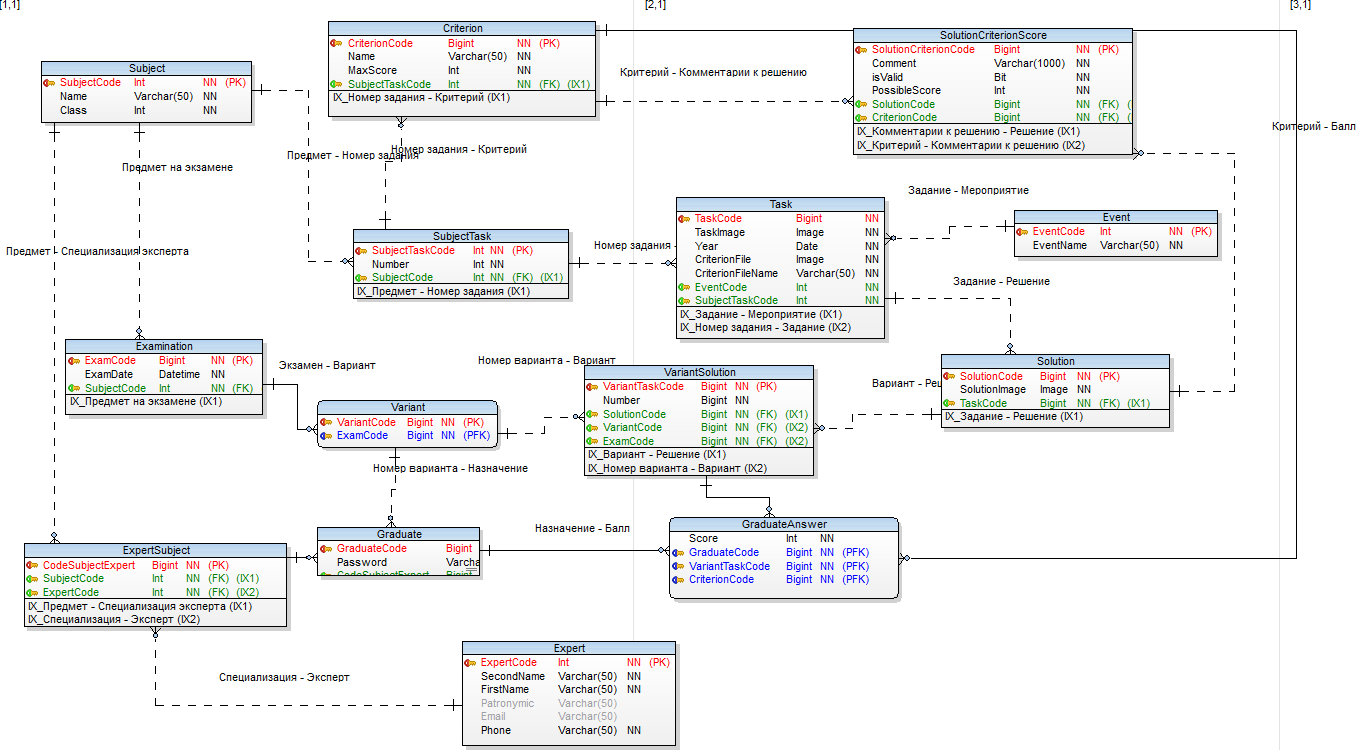 [1,1]
[2,1]
[3,1]
Criterion
CriterionCode Bigint NN (PK)
Name Varchar(50) NN
MaxScore Int NN
SubjectTaskCode Int NN (FK) (IX1)
IX_Номер задания - Критерий (IX1)
SolutionCriterionScore
SolutionCriterionCode Bigint NN (PK)
Comment Varchar(1000) NN
isValid Bit NN
PossibleScore Int NN
SolutionCode Bigint NN (FK) (
CriterionCode Bigint NN (FK) (
IX_Комментарии к решению - Решение (IX1)
IX_Критерий - Комментарии к решению (IX2)
Subject
SubjectCode Int NN (PK)
Name Varchar(50) NN
Class Int NN
Критерий - Комментарии к решению
Критерий - Балл
Предмет - Номер задания
Номер задания - Критерий
Предмет на экзамене
Предмет - Специализация эксперта
SubjectTask
SubjectTaskCode Int NN (PK)
Number Int NN
SubjectCode Int NN (FK) (IX1)
IX_Предмет - Номер задания (IX1)
Номер задания -
Task
TaskCode Bigint NN
TaskImage Image NN
Year Date NN
CriterionFile Image NN
CriterionFileName Varchar(50) NN
EventCode Int NN
SubjectTaskCode Int NN
IX_Задание - Мероприятие (IX1)
IX_Номер задания - Задание (IX2)
Задание - Мероприятие
Event
EventCode Int NN (PK)
EventName Varchar(50) NN
Задание - Решение
Examination
ExamCode Bigint NN (PK)
ExamDate Datetime NN
SubjectCode Int NN (FK)
IX_Предмет на экзамене (IX1)
Экзамен - Вариант
Variant
VariantCode Bigint NN (PK)
ExamCode Bigint NN (PFK)
Номер варианта - Вариант
VariantSolution
VariantTaskCode Bigint NN (PK)
Number Bigint NN
SolutionCode Bigint NN (FK) (IX1)
VariantCode Bigint NN (FK) (IX2)
ExamCode Bigint NN (FK) (IX2)
IX_Вариант - Решение (IX1)
IX_Номер варианта - Вариант (IX2)
Вариант - Реш
Solution
SolutionCode Bigint NN (PK)
SolutionImage Image NN
TaskCode Bigint NN (FK) (IX1)
IX_Задание - Решение (IX1)
Номер варианта - Назначение
Graduate
GraduateCode Bigint
Password Varcha
CodeSubjectExpert Bigint
Назначение - Балл
GraduateAnswer
Score Int NN
GraduateCode Bigint NN (PFK)
VariantTaskCode Bigint NN (PFK)
CriterionCode Bigint NN (PFK)
ExpertSubject
CodeSubjectExpert Bigint NN (PK)
SubjectCode Int NN (FK) (IX1)
ExpertCode Int NN (FK) (IX2)
IX_Предмет - Специализация эксперта (IX1)
IX_Специализация - Эксперт (IX2)
Специализация - Эксперт
Expert
ExpertCode Int NN (PK)
SecondName Varchar(50) NN
FirstName Varchar(50) NN
Patronymic Varchar(50)
Email Varchar(50)
Phone Varchar(50) NN